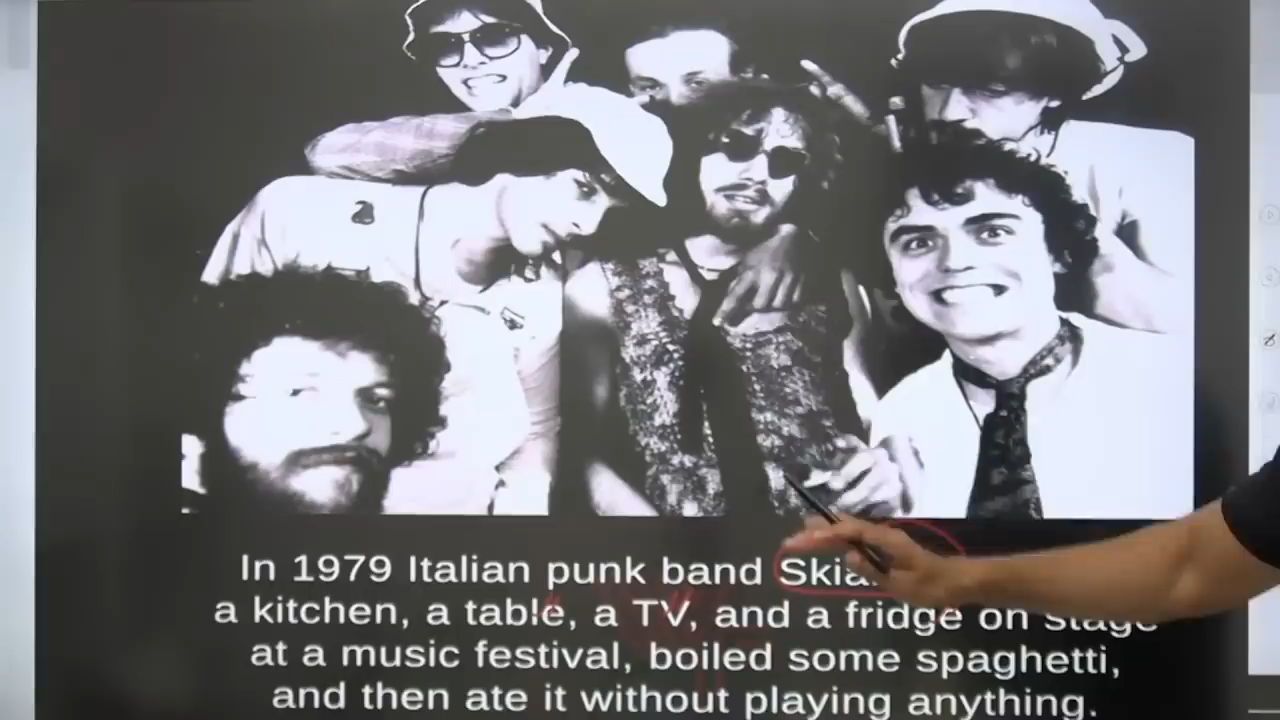 In 1979 Italian punk band
a kitchen, a table, a TV, and a fridge on stage
at a music festival, boiled some spaghetti,
and then ate it without playing anything.